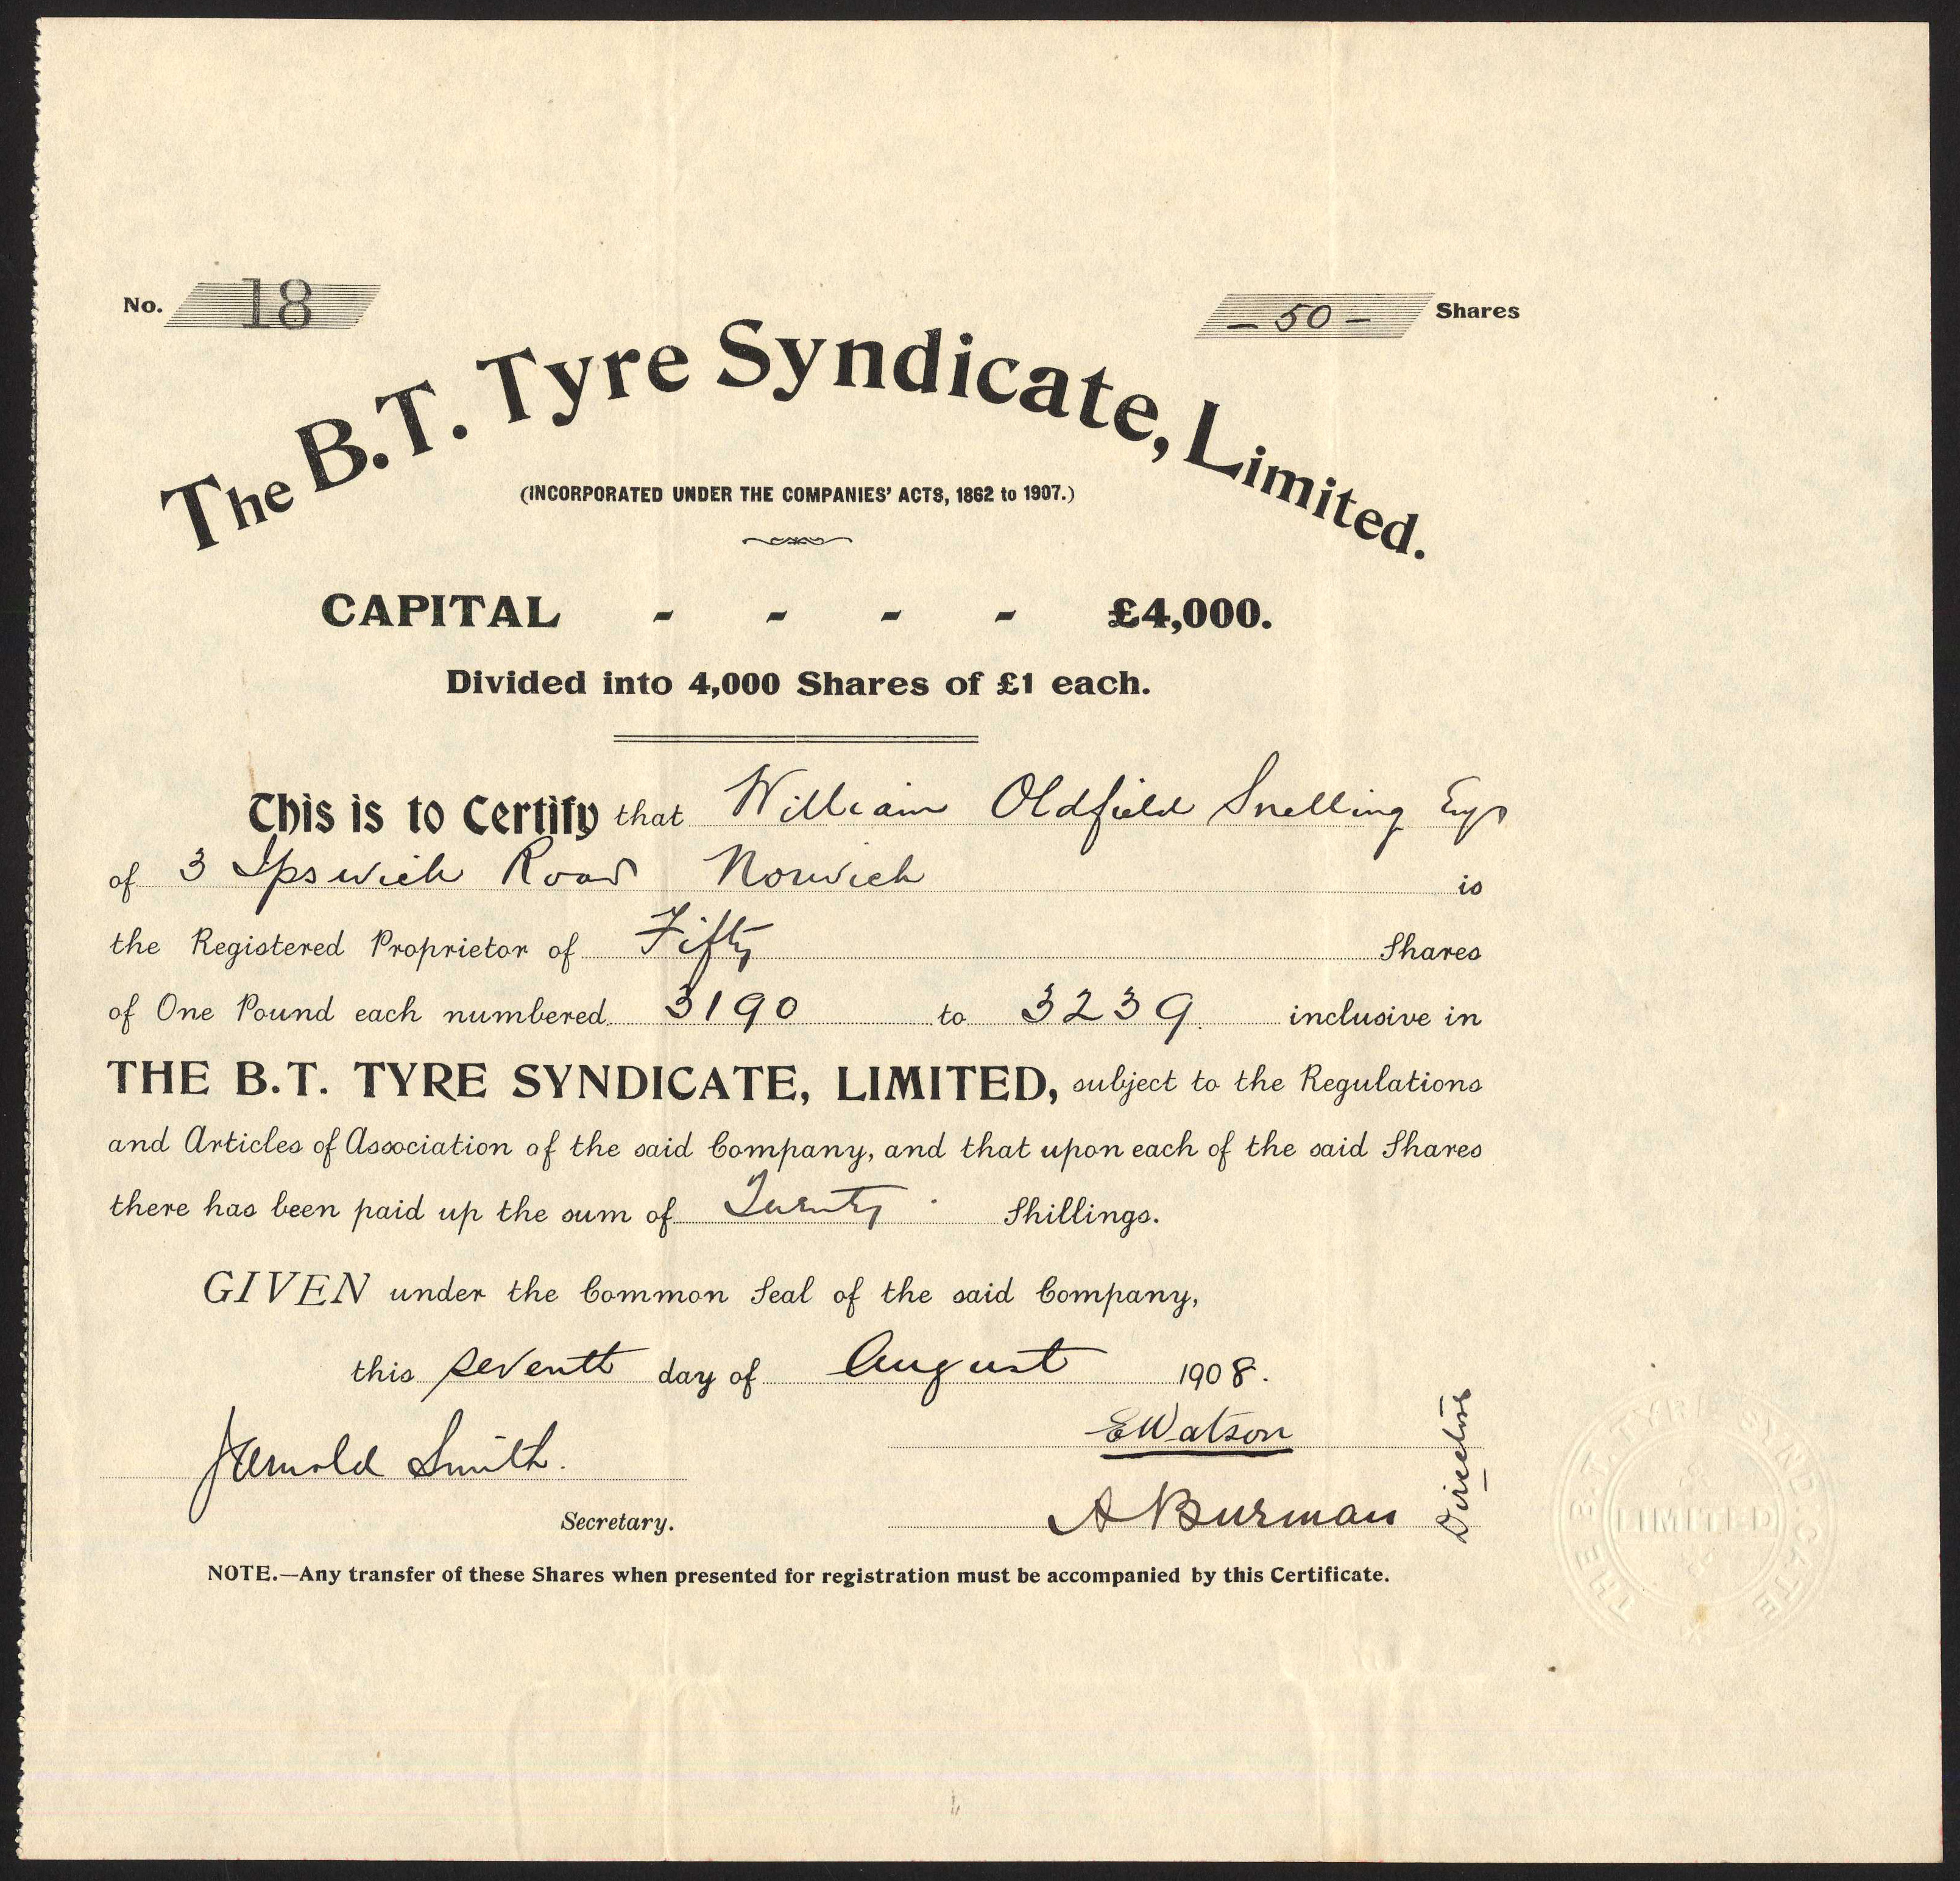 No. 18
- 50 - Shares
The B.T. Tyre Syndicate, Limited.
(INCORPORATED UNDER THE COMPANIES' ACTS, 1862 to 1907.)
CAPITAL - - - - £4,000.
Divided into 4,000 Shares of £1 each.
This is to Certify that William Oldfield Snelling Esqr
of 3 Ipswich Road Norwich is
the Registered Proprietor of Fifty Shares
of One Pound each numbered 3190 to 3239 inclusive in
THE B.T. TYRE SYNDICATE, LIMITED, subject to the Regulations
and Articles of Association of the said Company, and that upon each of the said Shares
there has been paid up the sum of Twenty Shillings.
GIVEN under the Common Seal of the said Company,
this seventh day of August 1908.
EWatson
JArnold Smith.
Secretary.
A Burman
Directors
THE B.T. TYRE SYNDICATE
LIMITED
NOTE.—Any transfer of these Shares when presented for registration must be accompanied by this Certificate.